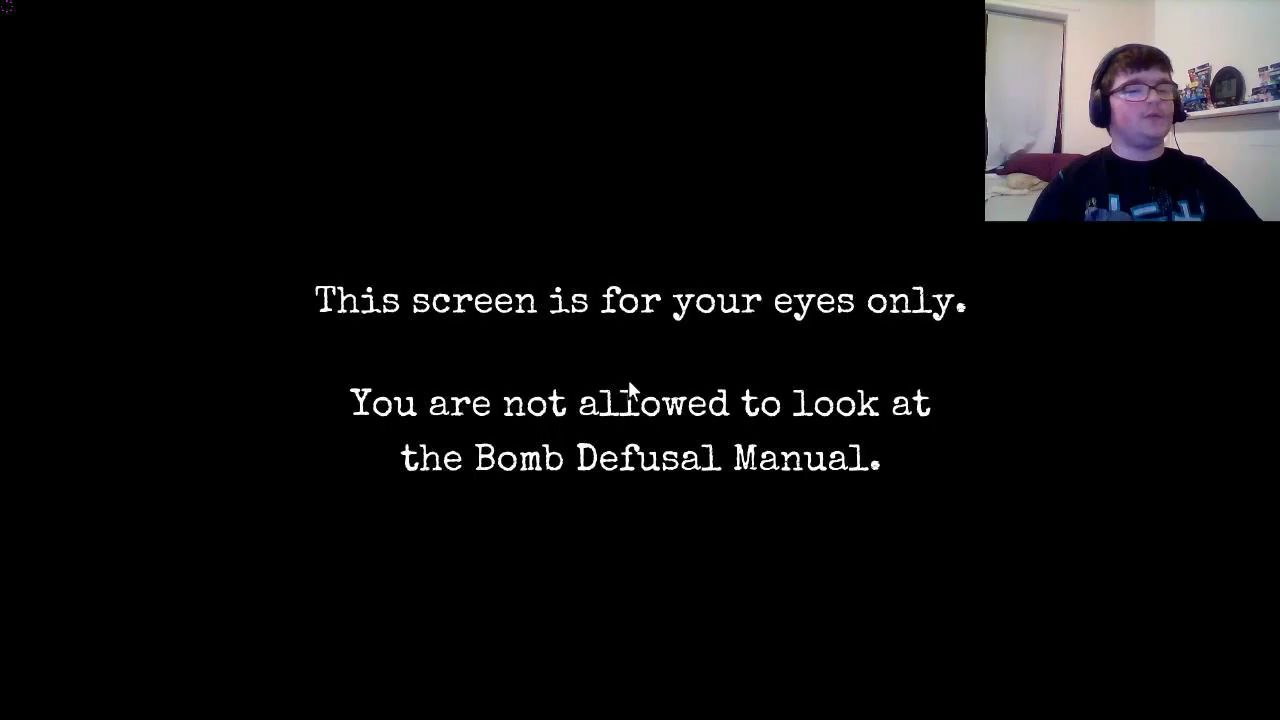 This screen is for your eyes only.
You are not allowed to look at
the Bomb Defusal Manual.